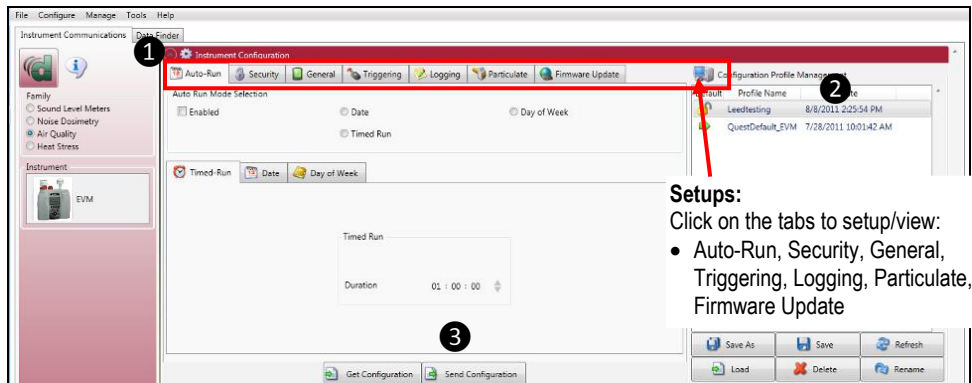 File Configure Manage Tools Help
Instrument Communications Data Finder
1
Instrument Configuration
Auto-Run Security General Triggering Logging Particulate Firmware Update
Configuration Profile Management
2
Family
Sound Level Meters
Noise Dosimetry
Air Quality
Heat Stress
Instrument
EVM
Auto Run Mode Selection
Enabled Date Day of Week
Timed Run
Timed-Run Date Day of Week
Timed Run
Duration 01 : 00 : 00
3
Get Configuration Send Configuration
Default Profile Name
Leedtesting 8/8/2011 2:25:54 PM
QuestDefault_EVM 7/28/2011 10:01:42 AM
Setups:
Click on the tabs to setup/view:
• Auto-Run, Security, General,
Triggering, Logging, Particulate,
Firmware Update
Save As Save Refresh
Load Delete Rename